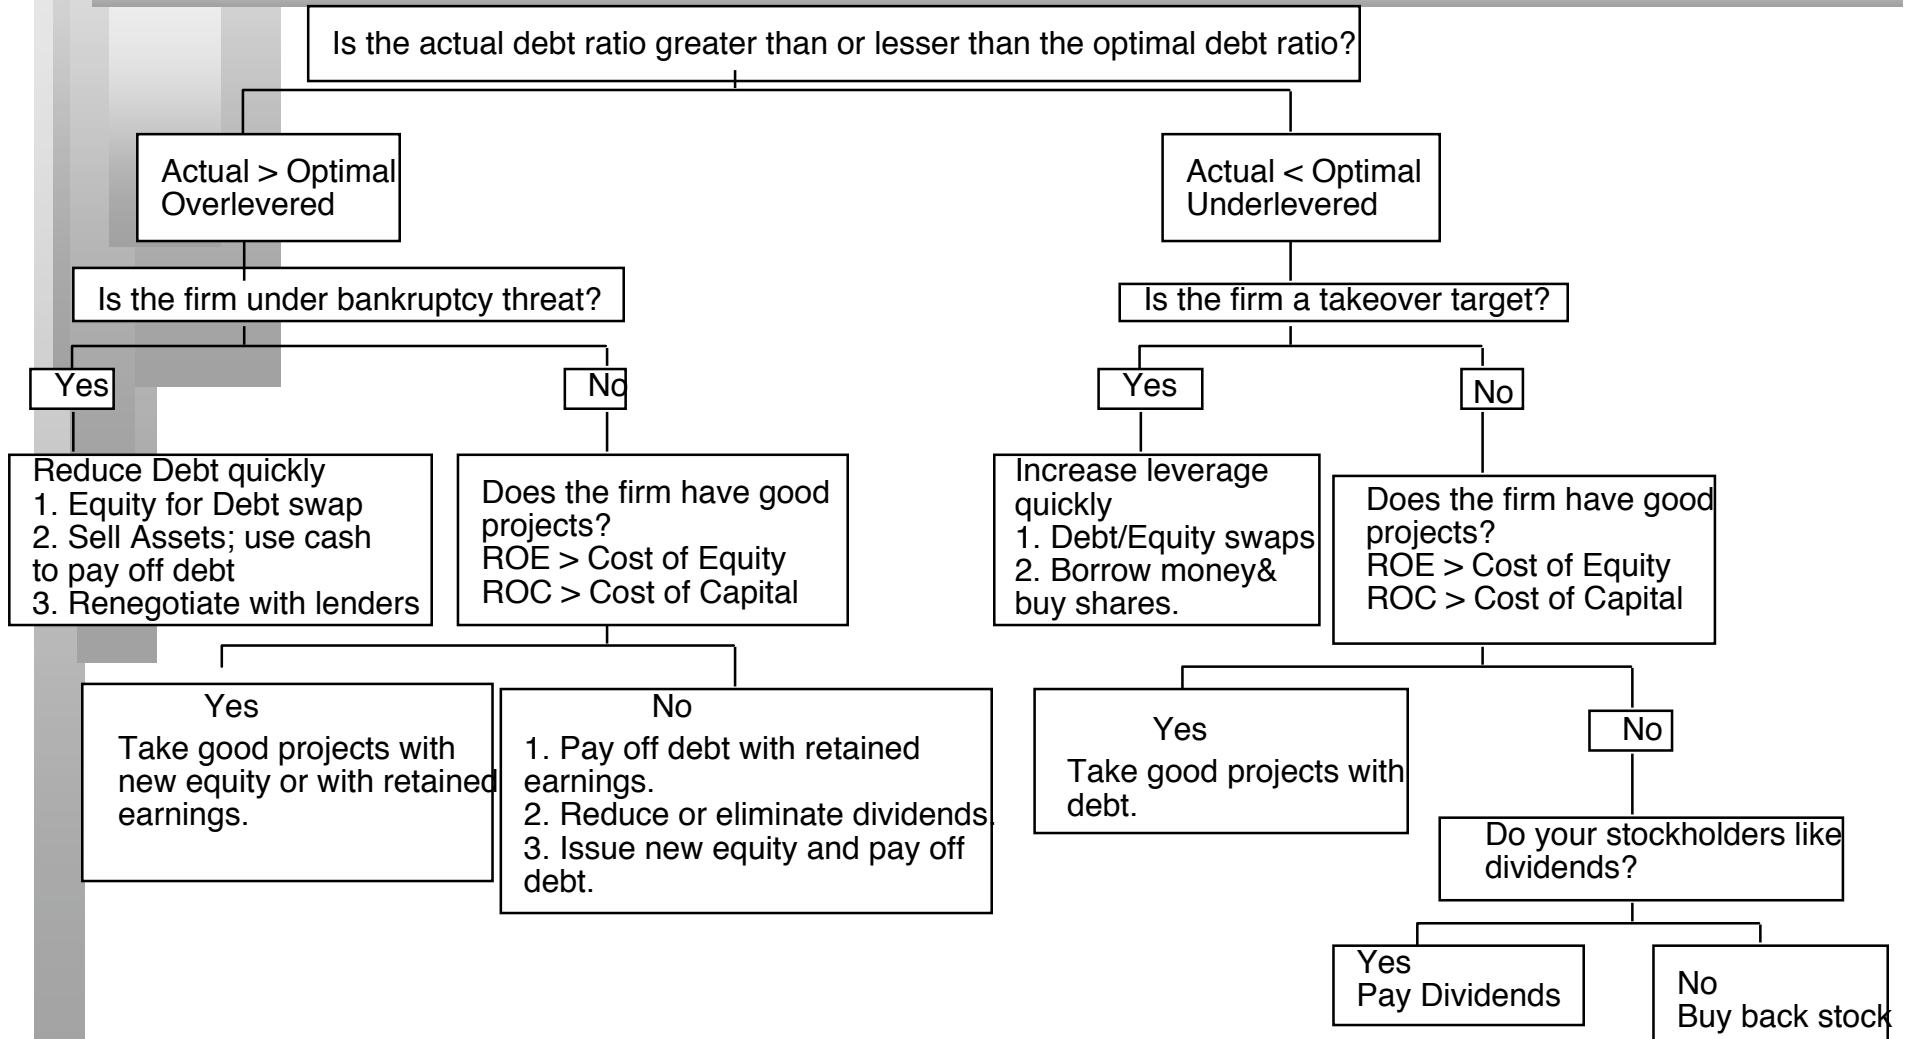 Is the actual debt ratio greater than or lesser than the optimal debt ratio?
Actual > Optimal
Overlevered
Actual < Optimal
Underlevered
Is the firm under bankruptcy threat?
Is the firm a takeover target?
Yes
No
Yes
No
Reduce Debt quickly
1. Equity for Debt swap
2. Sell Assets; use cash
to pay off debt
3. Renegotiate with lenders
Does the firm have good
projects?
ROE > Cost of Equity
ROC > Cost of Capital
Increase leverage
quickly
1. Debt/Equity swaps
2. Borrow money&
buy shares.
Does the firm have good
projects?
ROE > Cost of Equity
ROC > Cost of Capital
Yes
Take good projects with
new equity or with retained
earnings.
No
1. Pay off debt with retained
earnings.
2. Reduce or eliminate dividends.
3. Issue new equity and pay off
debt.
Yes
Take good projects with
debt.
No
Do your stockholders like
dividends?
Yes
Pay Dividends
No
Buy back stock